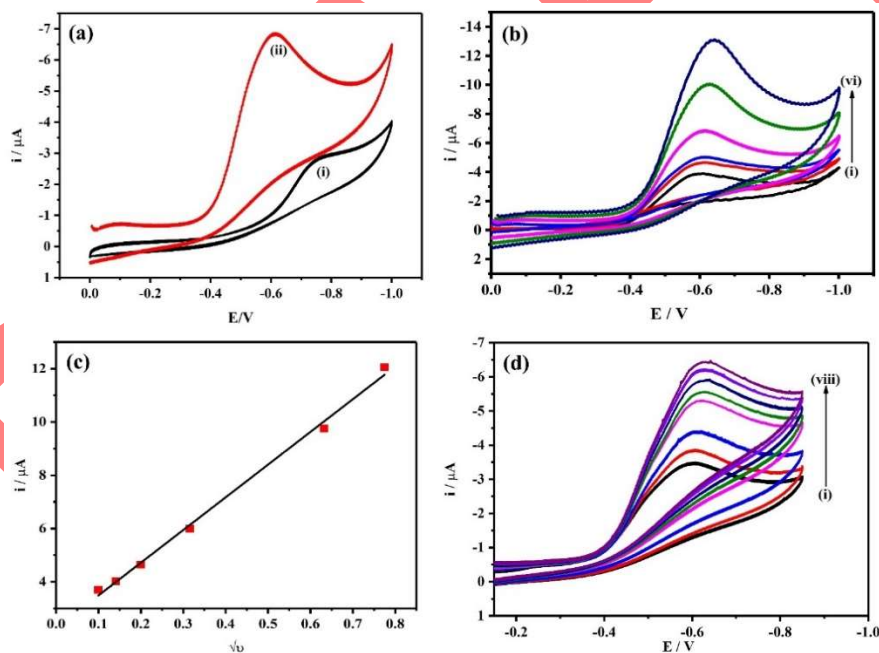 (a)
-7
-6
-5
-4
-3
-2
-1
0
1
i / μA
(ii)
(i)
0.0 -0.2 -0.4 -0.6 -0.8 -1.0
E/V
(b)
-14
-12
-10
-8
-6
-4
-2
0
2
i / μA
(vi)
(i)
0.0 -0.2 -0.4 -0.6 -0.8 -1.0
E / V
(c)
12
10
8
6
4
i / μA
0.1 0.2 0.3 0.4 0.5 0.6 0.7 0.8
√υ
(d)
-7
-6
-5
-4
-3
-2
-1
0
1
i / μA
(viii)
(i)
-0.2 -0.4 -0.6 -0.8 -1.0
E / V